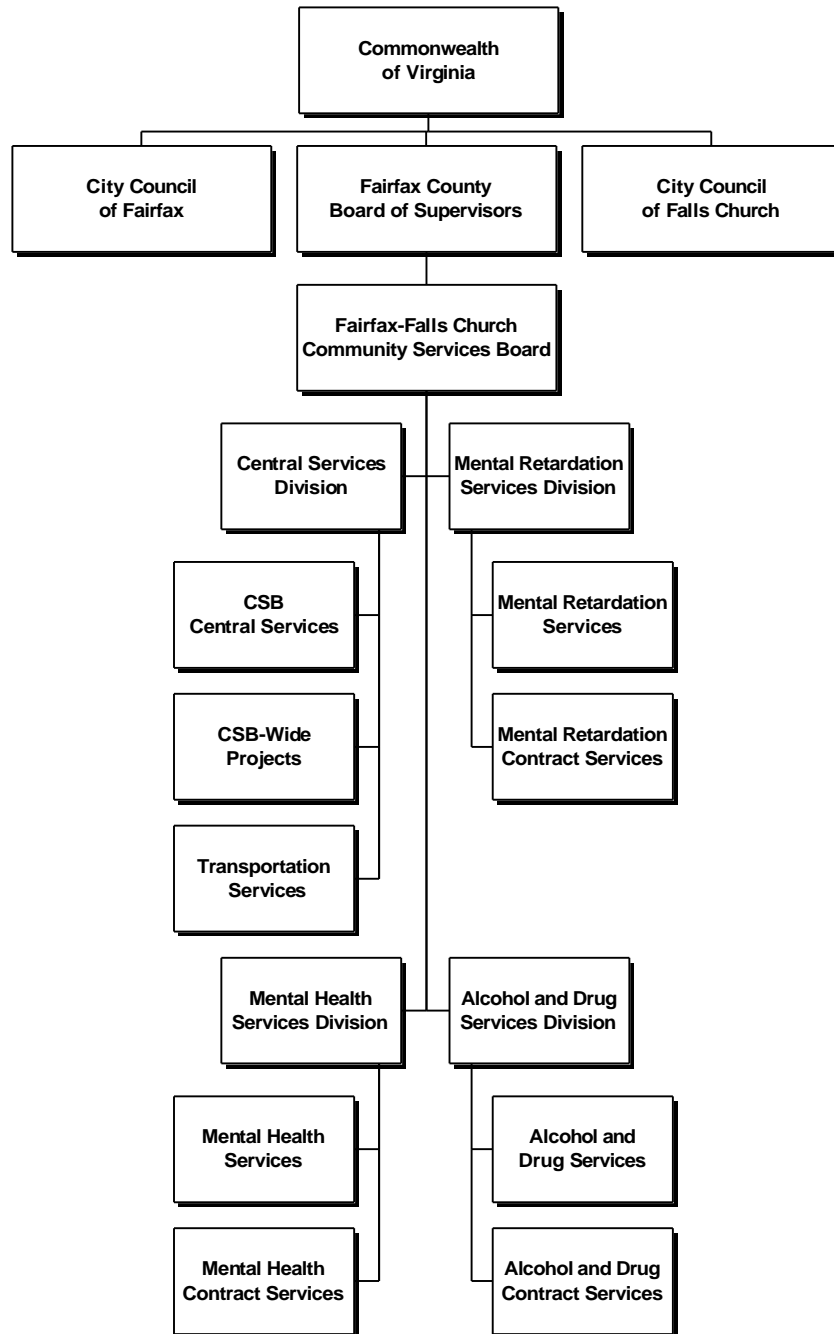 Commonwealth
of Virginia
City Council
of Fairfax
Fairfax County
Board of Supervisors
City Council
of Falls Church
Fairfax-Falls Church
Community Services Board
Central Services
Division
Mental Retardation
Services Division
CSB
Central Services
Mental Retardation
Services
CSB-Wide
Projects
Mental Retardation
Contract Services
Transportation
Services
Mental Health
Services Division
Alcohol and Drug
Services Division
Mental Health
Services
Alcohol and
Drug Services
Mental Health
Contract Services
Alcohol and Drug
Contract Services